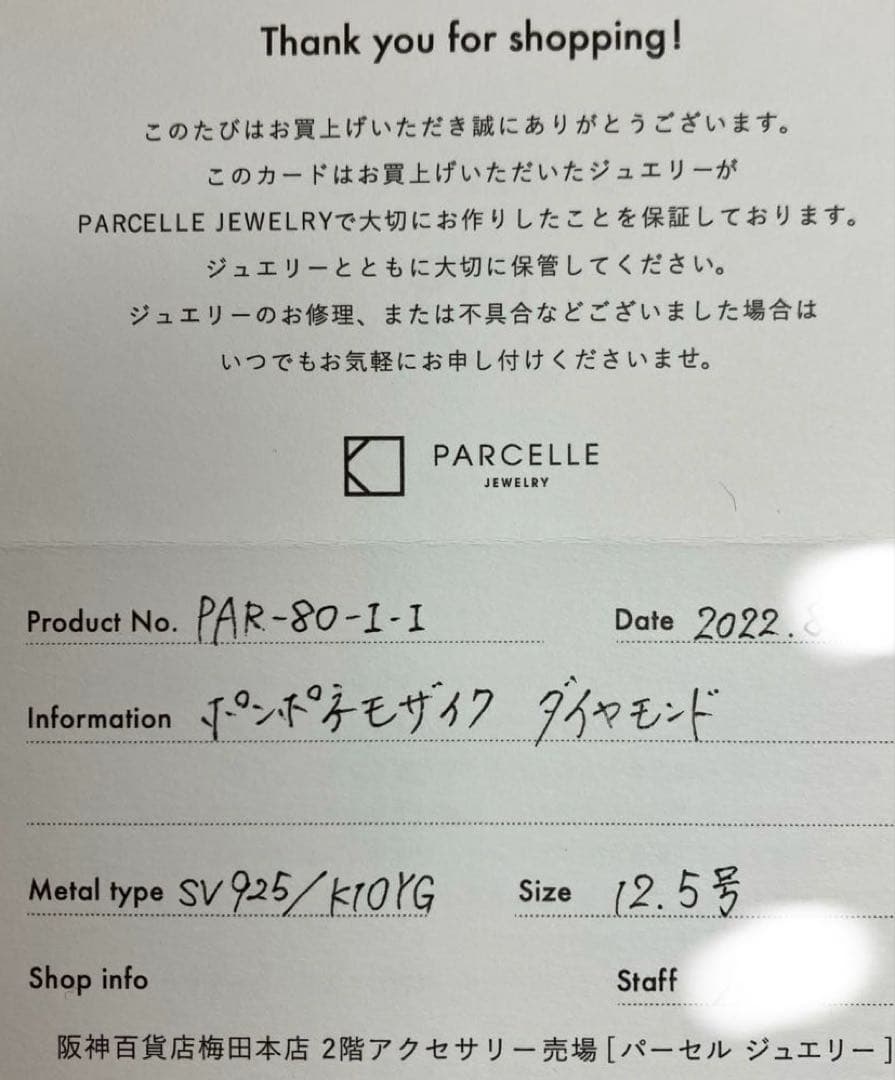 Thank you for shopping!
このたびはお買上げいただき誠にありがとうございます。
このカードはお買上げいただいたジュエリーが
PARCELLE JEWELRYで大切にお作りしたことを保証しております。
ジュエリーとともに大切に保管してください。
ジュエリーのお修理、または不具合などございました場合は
いつでもお気軽にお申し付けくださいませ。
PARCELLE
JEWELRY
Product No. PAR-80-I-I Date 2022.
Information ポンポネモザイク ダイヤモンド
Metal type SV925/K10YG Size 12.5号
Shop info Staff
阪神百貨店梅田本店 2階アクセサリー売場[パーセル ジュエリー]